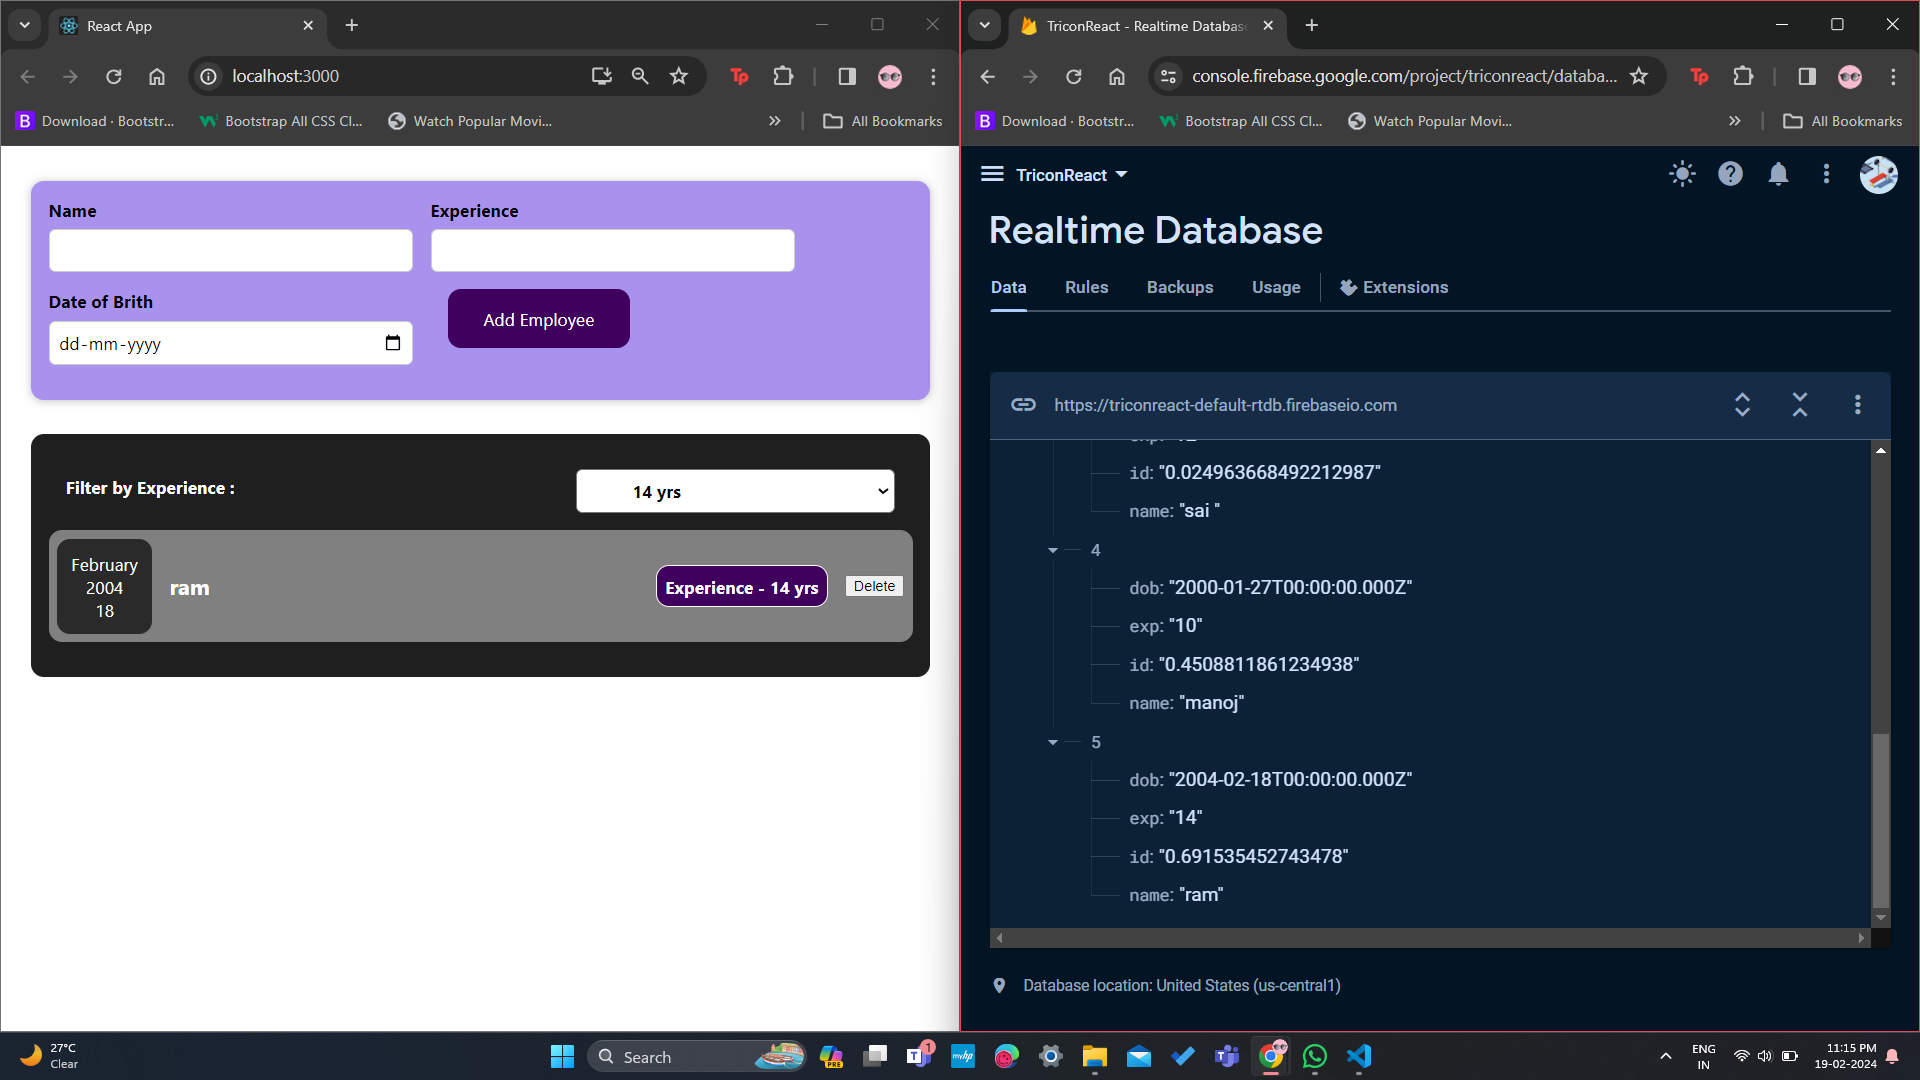 React App
localhost:3000
Download · Bootstr...
Bootstrap All CSS Cl...
Watch Popular Movi...
All Bookmarks
Name
Experience
Date of Brith
dd-mm-yyyy
Add Employee
Filter by Experience :
14 yrs
February
2004
18
ram
Experience - 14 yrs
Delete
TriconReact - Realtime Databas
console.firebase.google.com/project/triconreact/databa...
Download · Bootstr...
Bootstrap All CSS Cl...
Watch Popular Movi...
All Bookmarks
TriconReact
Realtime Database
Data
Rules
Backups
Usage
Extensions
https://triconreact-default-rtdb.firebaseio.com
id: "0.024963668492212987"
name: "sai "
4
dob: "2000-01-27T00:00:00.000Z"
exp: "10"
id: "0.4508811861234938"
name: "manoj"
5
dob: "2004-02-18T00:00:00.000Z"
exp: "14"
id: "0.691535452743478"
name: "ram"
Database location: United States (us-central1)
27°C
Clear
Search
PRE
1
myhp
ENG
IN
11:15 PM
19-02-2024